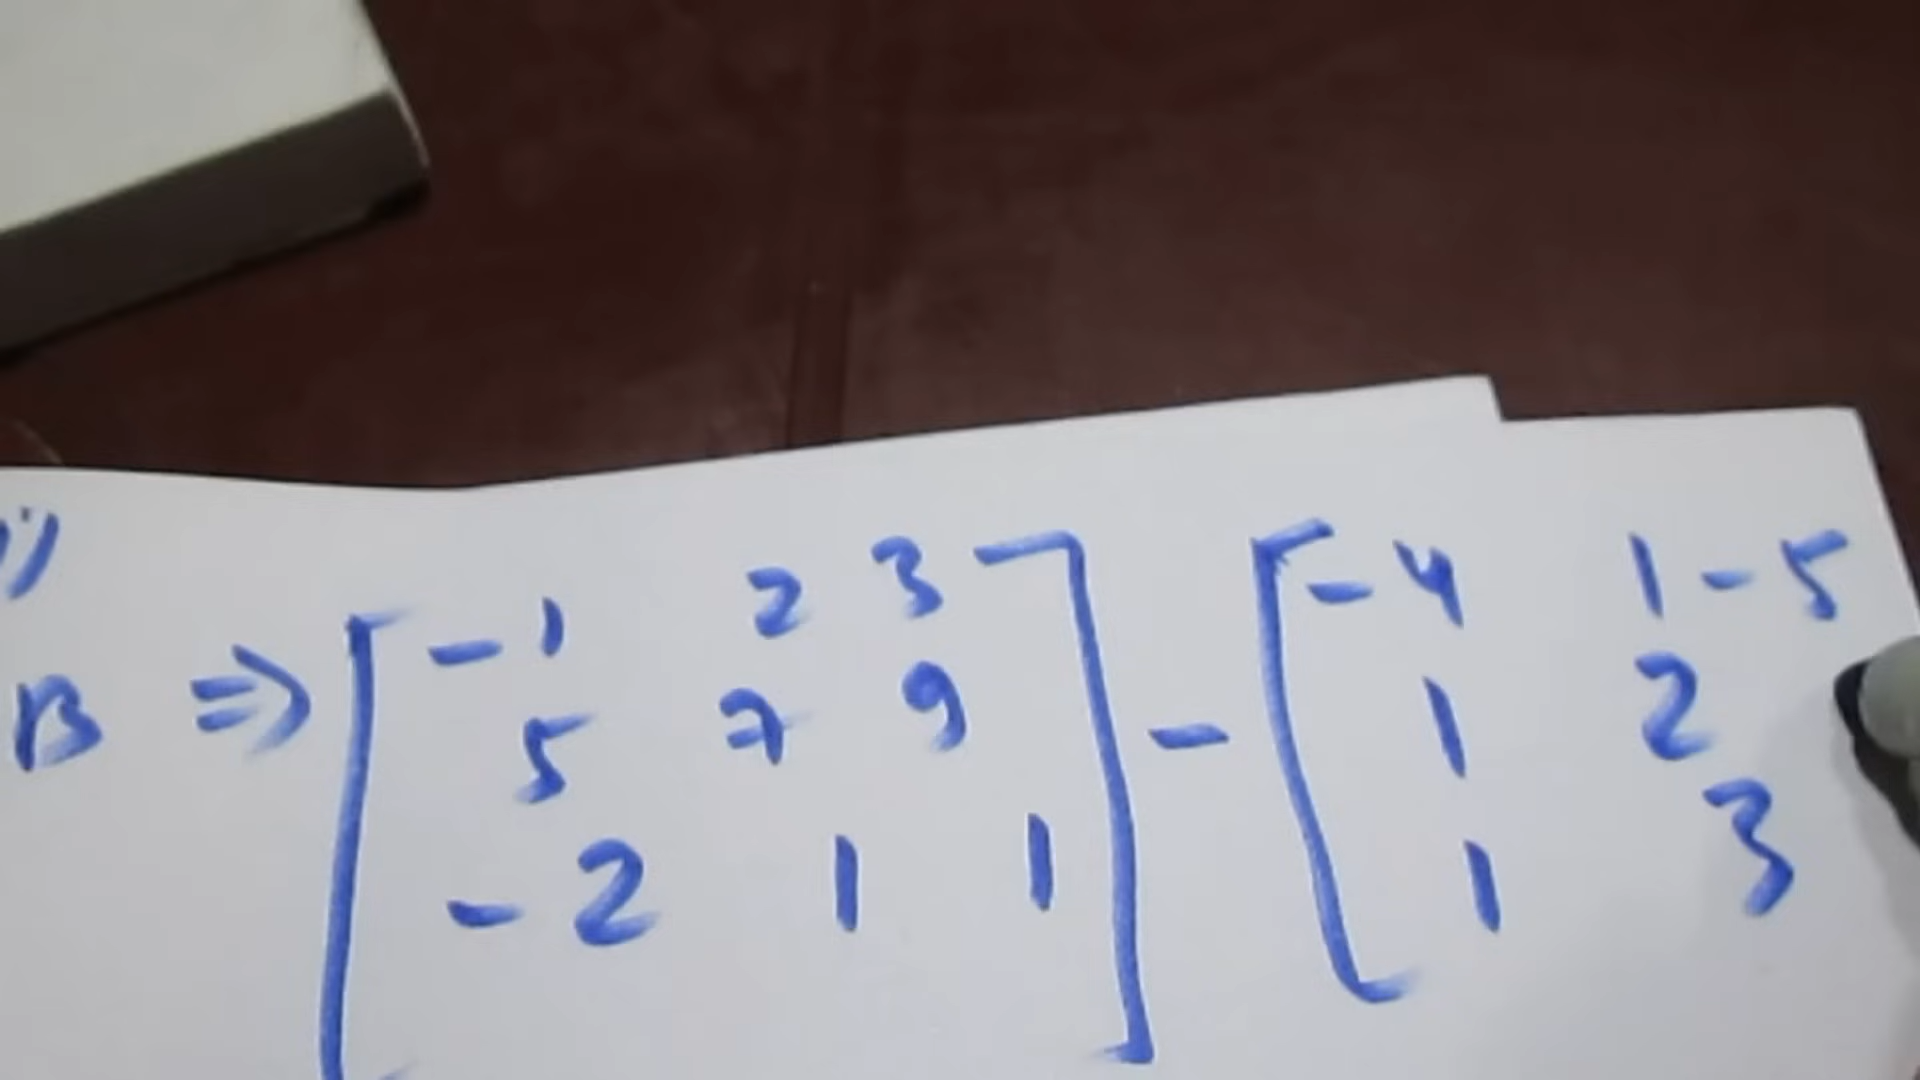 i)
B ⇒ [ -1 2 3 ] - [ -4 1 -5
5 7 9 1 2
-2 1 1 1 3